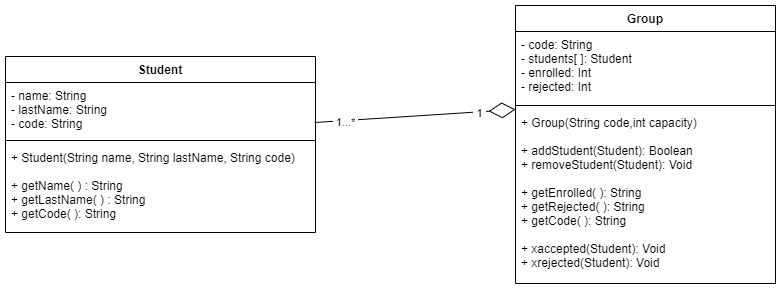 Student
- name: String
- lastName: String
- code: String
+ Student(String name, String lastName, String code)
+ getName( ) : String
+ getLastName( ) : String
+ getCode( ): String
1...*
1
Group
- code: String
- students[ ]: Student
- enrolled: Int
- rejected: Int
+ Group(String code,int capacity)
+ addStudent(Student): Boolean
+ removeStudent(Student): Void
+ getEnrolled( ): String
+ getRejected( ): String
+ getCode( ): String
+ xaccepted(Student): Void
+ xrejected(Student): Void